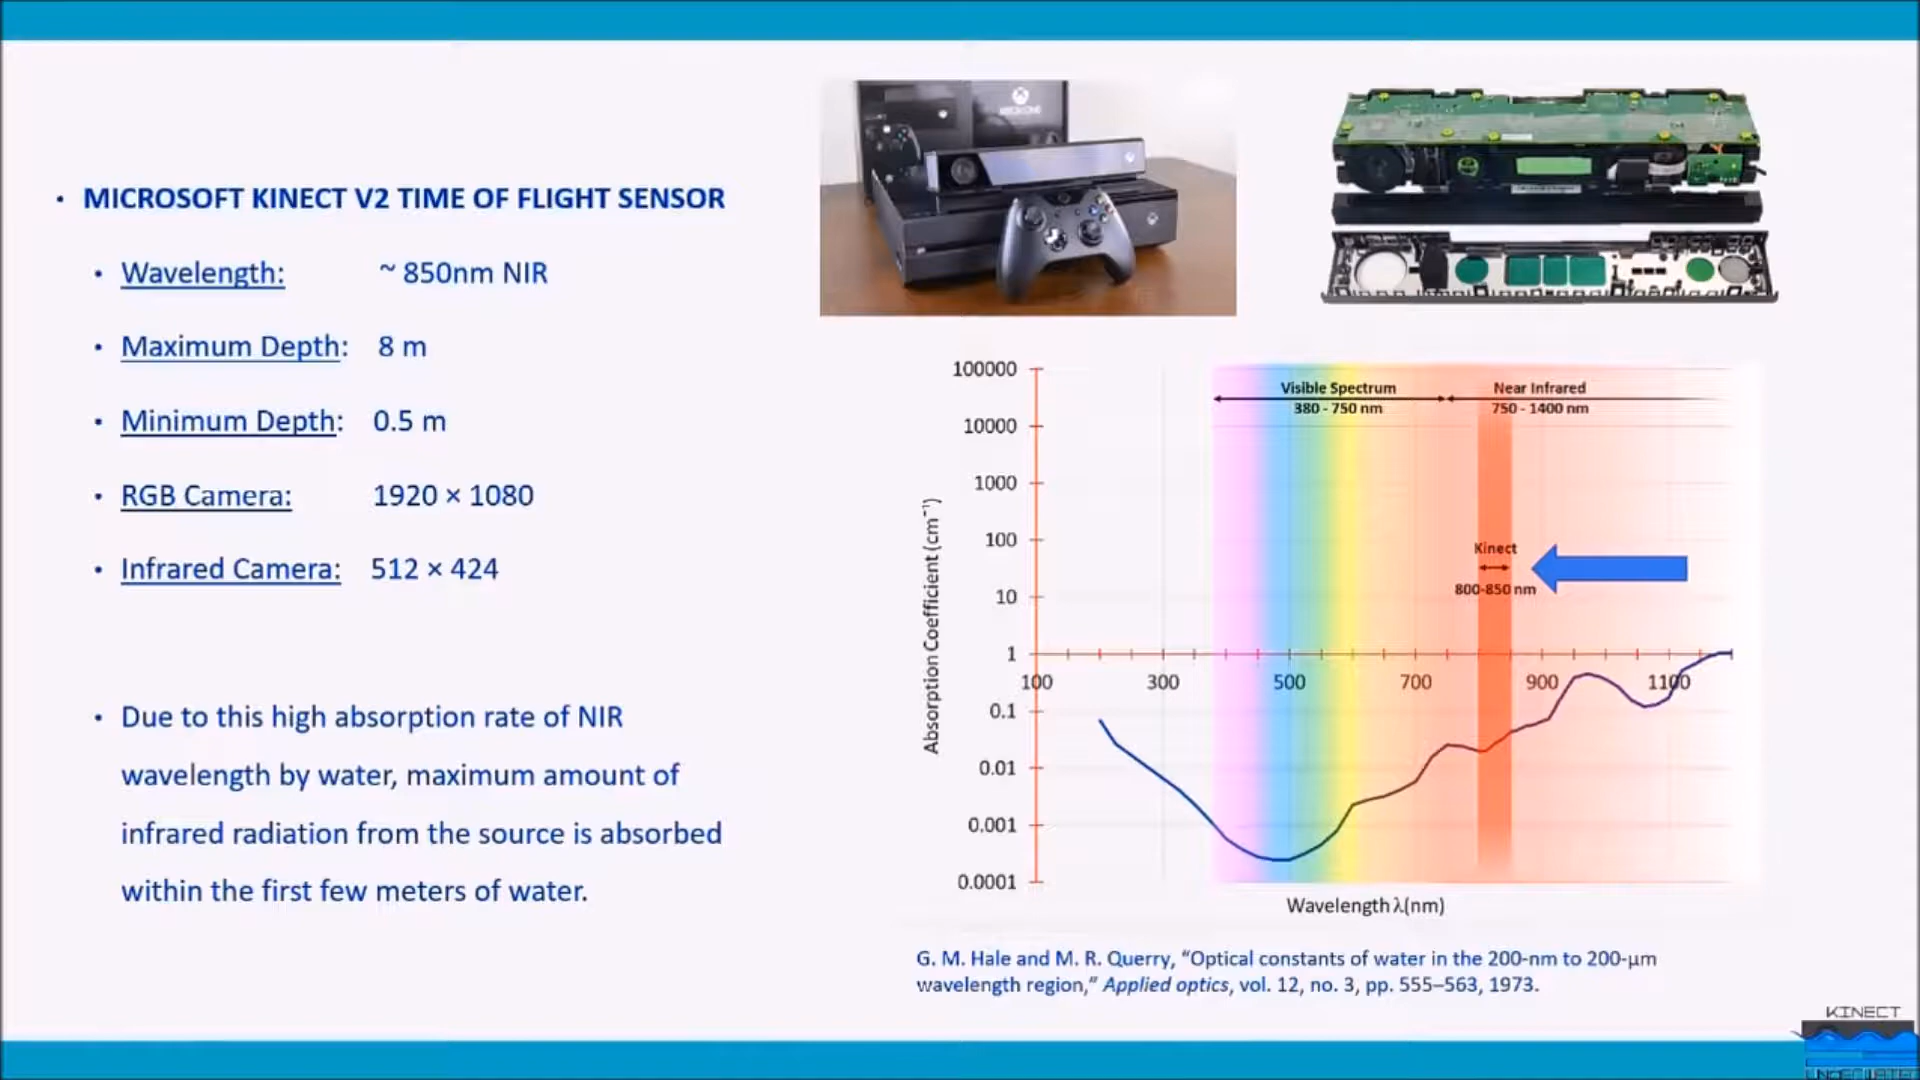 • MICROSOFT KINECT V2 TIME OF FLIGHT SENSOR
• Wavelength: ~ 850nm NIR
• Maximum Depth: 8 m
• Minimum Depth: 0.5 m
• RGB Camera: 1920 × 1080
• Infrared Camera: 512 × 424
• Due to this high absorption rate of NIR
wavelength by water, maximum amount of
infrared radiation from the source is absorbed
within the first few meters of water.
XBOX ONE
Absorption Coefficient (cm⁻¹)
100000
10000
1000
100
10
1
0.1
0.01
0.001
0.0001
Visible Spectrum
380 - 750 nm
Near Infrared
750 - 1400 nm
Kinect
800-850 nm
100 300 500 700 900 1100
Wavelength λ(nm)
G. M. Hale and M. R. Querry, “Optical constants of water in the 200-nm to 200-μm
wavelength region,” Applied optics, vol. 12, no. 3, pp. 555–563, 1973.
KINECT